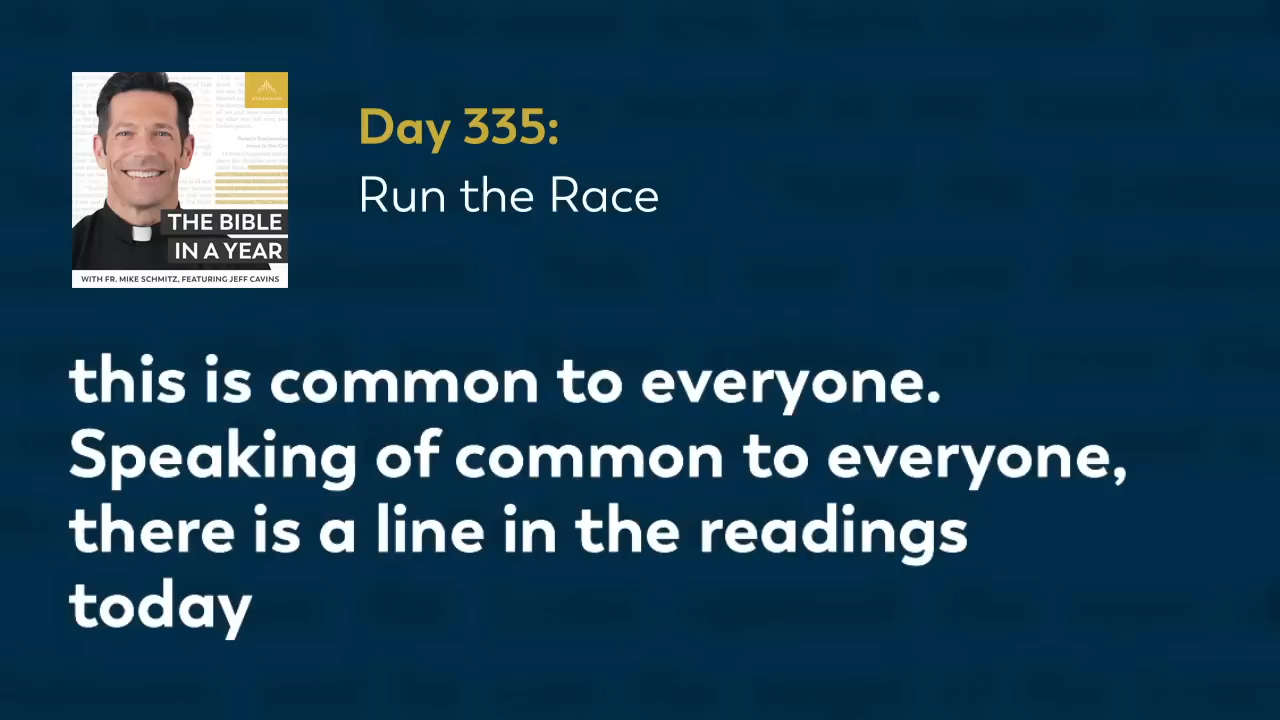 Day 335:
Run the Race
THE BIBLE
IN A YEAR
WITH FR. MIKE SCHMITZ, FEATURING JEFF CAVINS
this is common to everyone.
Speaking of common to everyone,
there is a line in the readings
today